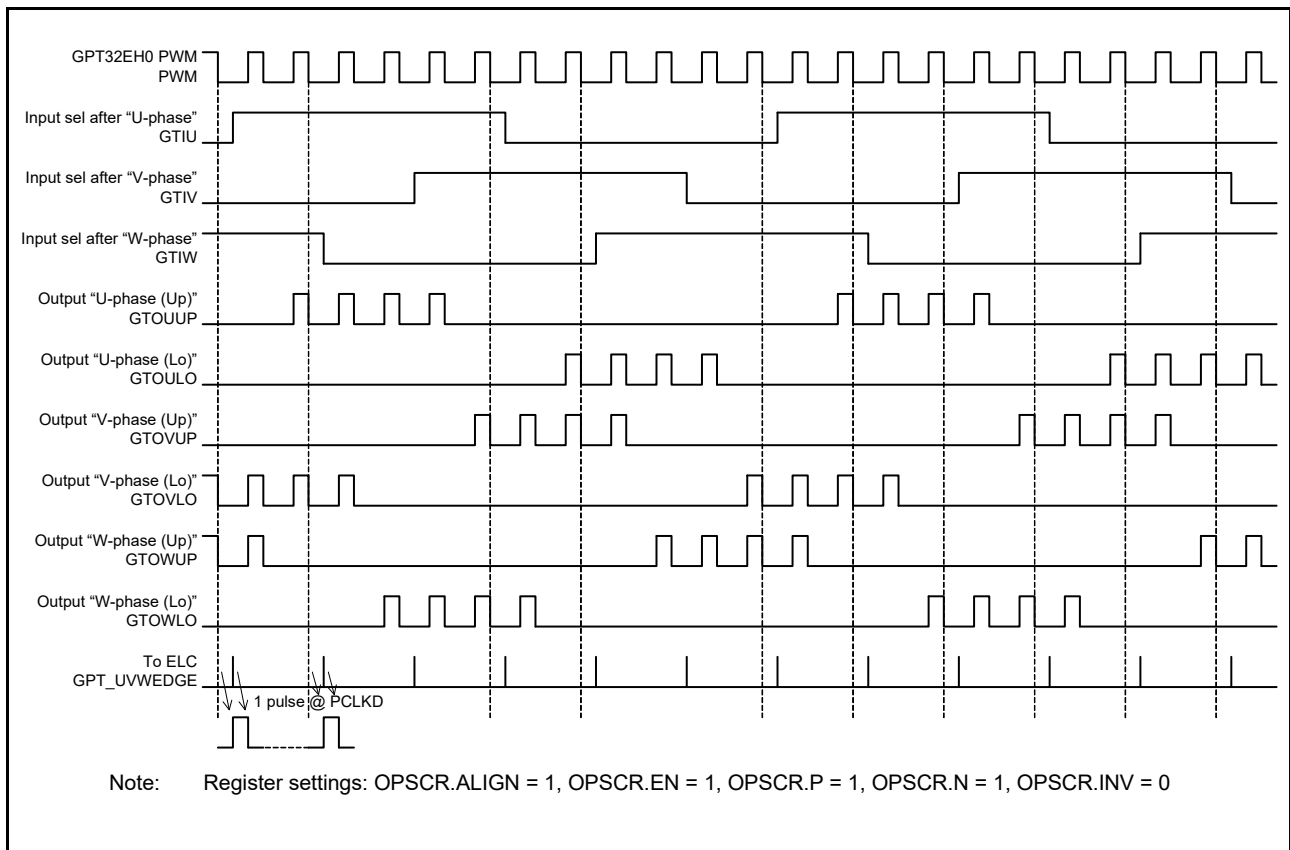 GPT32EH0 PWM
PWM
Input sel after “U-phase”
GTIU
Input sel after “V-phase”
GTIV
Input sel after “W-phase”
GTIW
Output “U-phase (Up)”
GTOUUP
Output “U-phase (Lo)”
GTOULO
Output “V-phase (Up)”
GTOVUP
Output “V-phase (Lo)”
GTOVLO
Output “W-phase (Up)”
GTOWUP
Output “W-phase (Lo)”
GTOWLO
To ELC
GPT_UVWEDGE
1 pulse @ PCLKD
Note: Register settings: OPSCR.ALIGN = 1, OPSCR.EN = 1, OPSCR.P = 1, OPSCR.N = 1, OPSCR.INV = 0